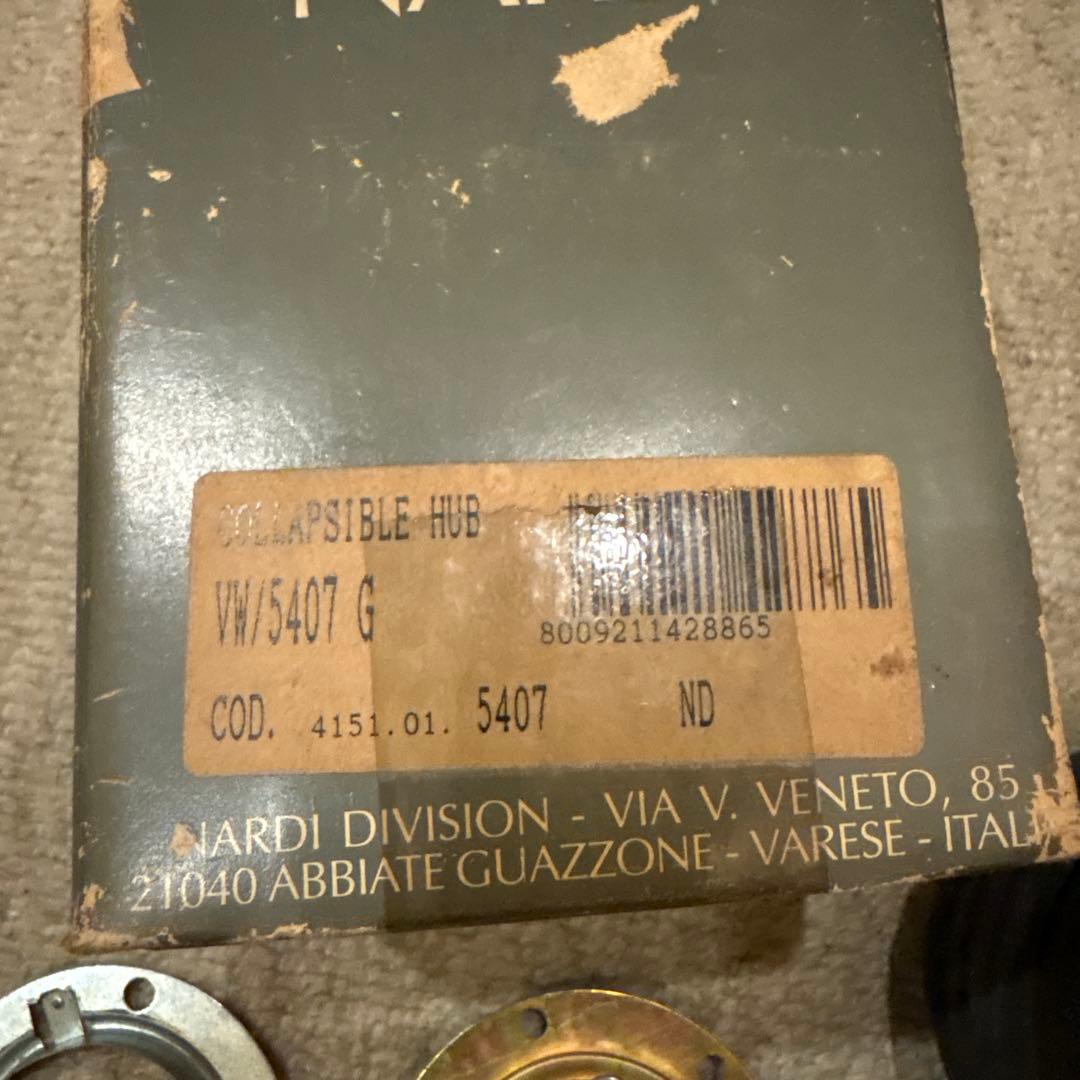 COLLAPSIBLE HUB
VW/5407 G
8009211428865
COD. 4151.01. 5407 ND
NARDI DIVISION - VIA V. VENETO, 85
21040 ABBIATE GUAZZONE - VARESE - ITALY